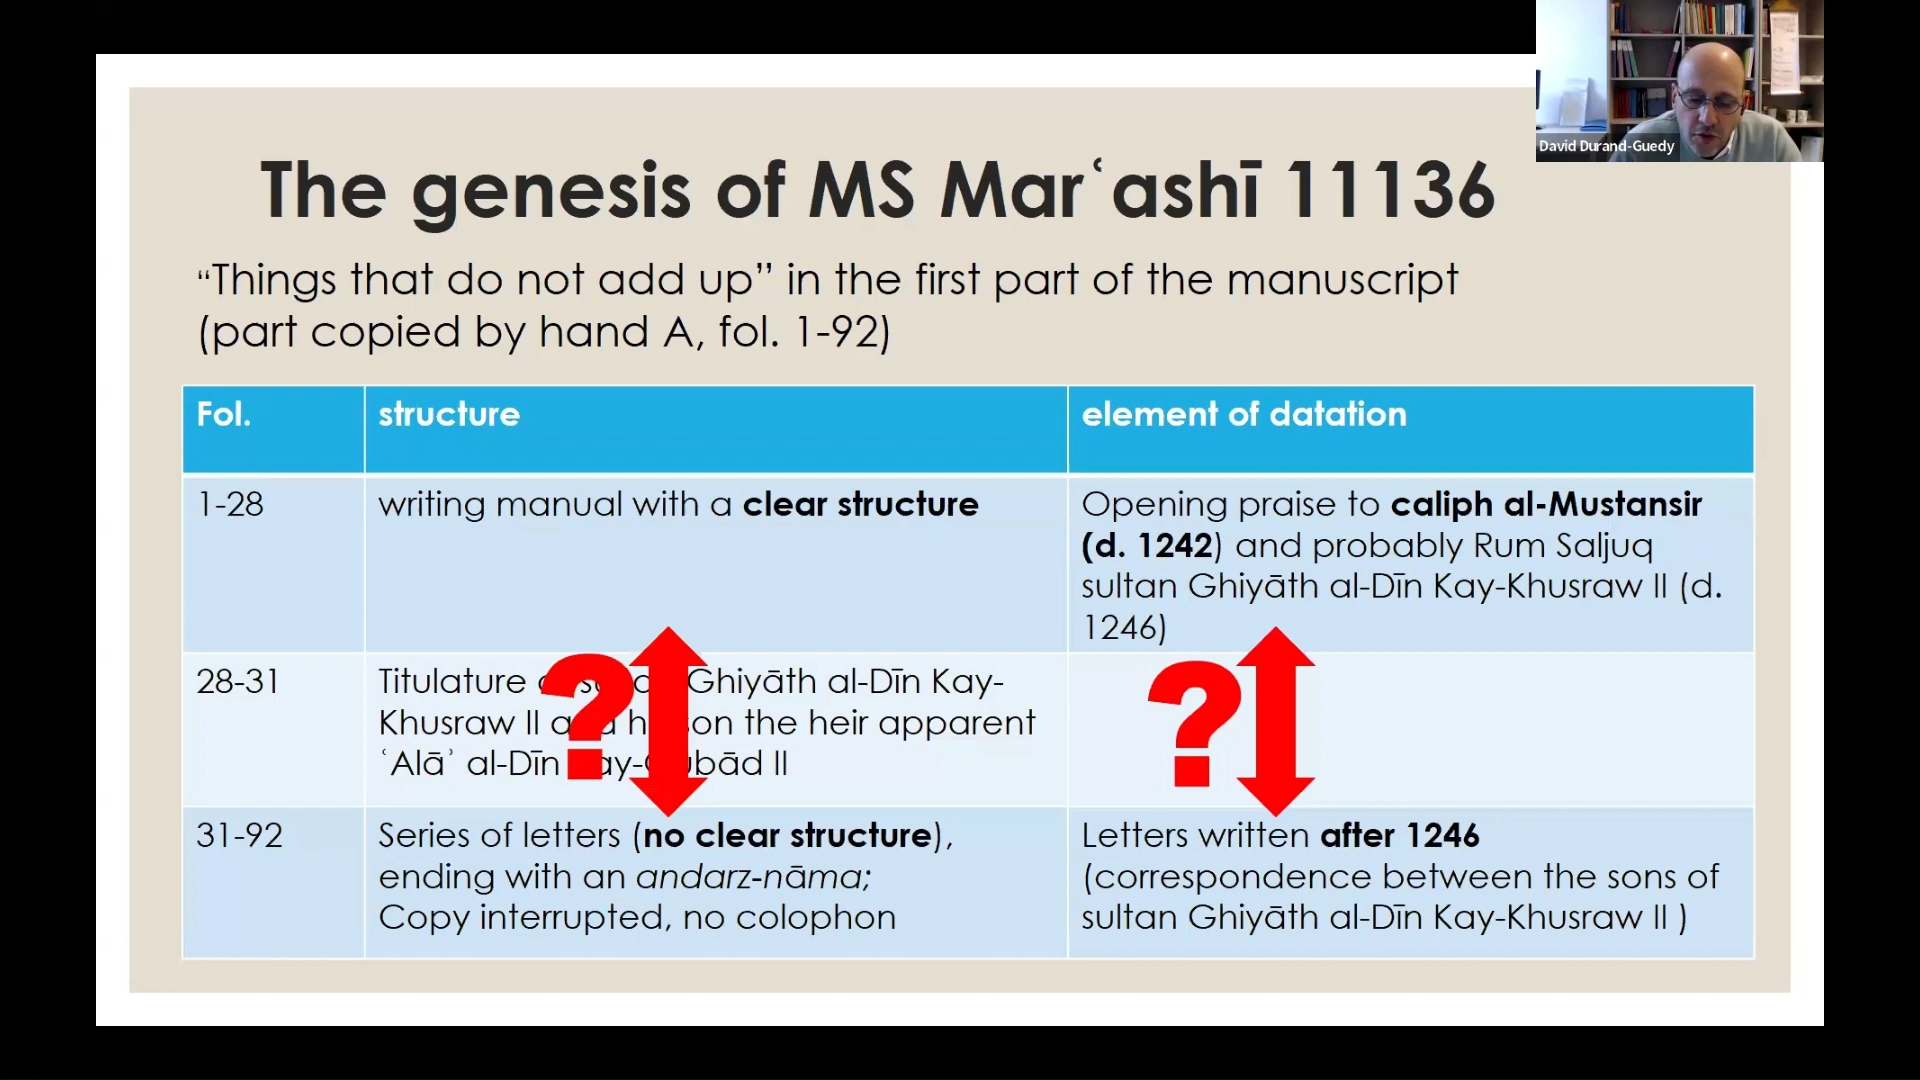 David Durand-Guedy
The genesis of MS Marʿashī 11136
“Things that do not add up” in the first part of the manuscript
(part copied by hand A, fol. 1-92)
Fol.
structure
element of datation
1-28
writing manual with a clear structure
Opening praise to caliph al-Mustansir
(d. 1242) and probably Rum Saljuq
sultan Ghiyāth al-Dīn Kay-Khusraw II (d.
1246)
28-31
Titulature Ghiyāth al-Dīn Kay-
Khusraw II son the heir apparent
ʿAlāʾ al-Dīn II
?
?
31-92
Series of letters (no clear structure),
ending with an andarz-nāma;
Copy interrupted, no colophon
Letters written after 1246
(correspondence between the sons of
sultan Ghiyāth al-Dīn Kay-Khusraw II )